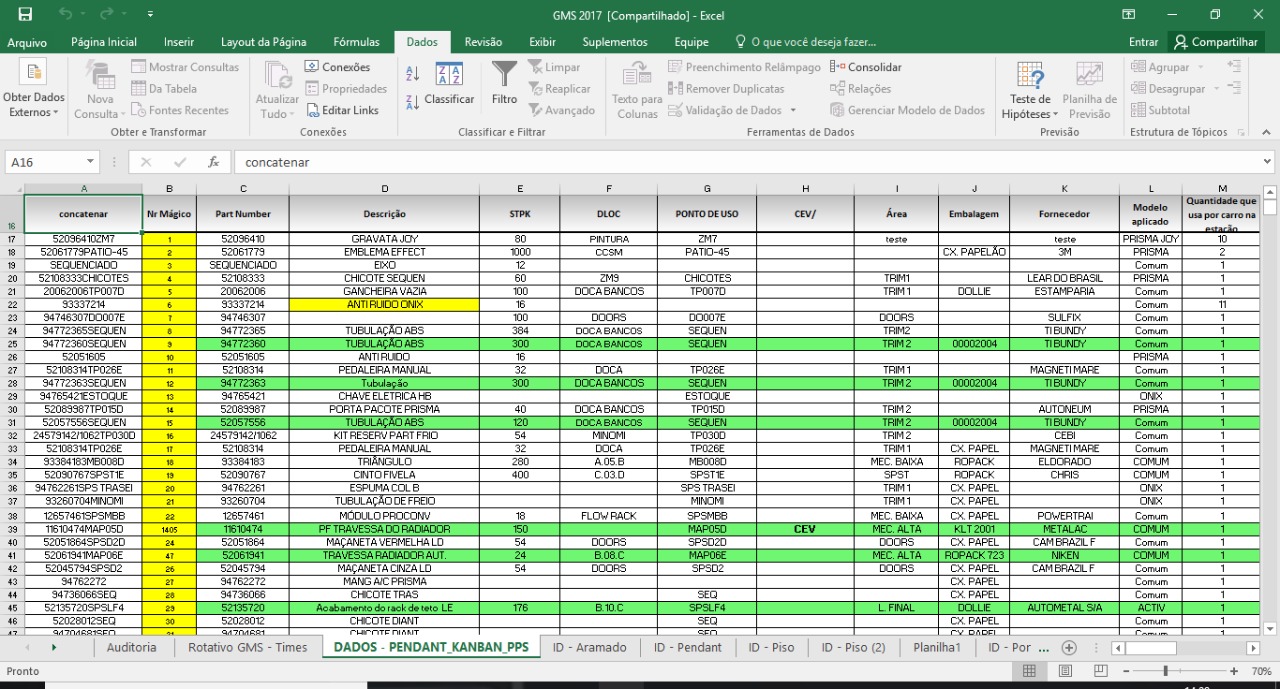 GMS 2017 [Compartilhado] - Excel
Arquivo Página Inicial Inserir Layout da Página Fórmulas Dados Revisão Exibir Suplementos Equipe O que você deseja fazer... Entrar Compartilhar
Obter Dados Externos
Nova Consulta
Mostrar Consultas
Da Tabela
Fontes Recentes
Obter e Transformar
Atualizar Tudo
Conexões
Propriedades
Editar Links
Conexões
Classificar
Filtro
Limpar
Reaplicar
Avançado
Classificar e Filtrar
Texto para Colunas
Preenchimento Relâmpago
Remover Duplicatas
Validação de Dados
Consolidar
Relações
Gerenciar Modelo de Dados
Ferramentas de Dados
Teste de Hipóteses
Planilha de Previsão
Previsão
Agrupar
Desagrupar
Subtotal
Estrutura de Tópicos
A16 fx concatenar
A B C D E F G H I J K L M
16 concatenar Nr Mágico Part Number Descrição STPK DLOC PONTO DE USO CEV/ Área Embalagem Fornecedor Modelo aplicado Quantidade que usa por carro na estação
17 52096410ZM7 1 52096410 GRAVATA JOY 80 PINTURA ZM7 teste teste PRISMA JOY 10
18 52061779PATIO-45 2 52061779 EMBLEMA EFFECT 1000 CCSM PATIO-45 CX. PAPELÃO 3M PRISMA 2
19 SEQUENCIADO 3 SEQUENCIADO EIXO 12 Comum 1
20 52108333CHICOTES 4 52108333 CHICOTE SEQUEN 60 ZM9 CHICOTES TRIM1 LEAR DO BRASIL PRISMA 1
21 20062006TP007D 5 20062006 GANCHEIRA VAZIA 100 DOCA BANCOS TP007D TRIM 1 DOLLIE ESTAMPARIA Comum 1
22 93337214 6 93337214 ANTI RUIDO ONIX 16 Comum 11
23 94746307DO007E 7 94746307 100 DOORS DO007E DOORS SULFIX Comum 1
24 94772365SEQUEN 8 94772365 TUBULAÇÃO ABS 384 DOCA BANCOS SEQUEN TRIM2 TI BUNDY Comum 1
25 94772360SEQUEN 9 94772360 TUBULAÇÃO ABS 300 DOCA BANCOS SEQUEN TRIM 2 00002004 TI BUNDY Comum 1
26 52051605 10 52051605 ANTI RUIDO 16 PRISMA 1
27 52108314TP026E 11 52108314 PEDALEIRA MANUAL 32 DOCA TP026E TRIM 1 MAGNETI MARE Comum 1
28 94772363SEQUEN 12 94772363 Tubulação 300 DOCA BANCOS SEQUEN TRIM 2 00002004 TI BUNDY Comum 1
29 94765421ESTOQUE 13 94765421 CHAVE ELETRICA HB ESTOQUE ONIX 1
30 52089987TP015D 14 52089987 PORTA PACOTE PRISMA 40 DOCA BANCOS TP015D TRIM 2 AUTONEUM PRISMA 1
31 52057556SEQUEN 15 52057556 TUBULAÇÃO ABS 120 DOCA BANCOS SEQUEN TRIM 2 00002004 TI BUNDY Comum 1
32 24579142/1062TP030D 16 24579142/1062 KIT RESERV PART FRIO 54 MINOMI TP030D TRIM 2 CEBI Comum 1
33 52108314TP026E 17 52108314 PEDALEIRA MANUAL 32 DOCA TP026E TRIM 1 CX. PAPEL MAGNETI MARE Comum 1
34 93384183MB008D 18 93384183 TRIÂNGULO 280 A.05.B MB008D MEC. BAIXA ROPACK ELDORADO COMUM 1
35 52090767SPST1E 19 52090767 CINTO FIVELA 400 C.03.D SPST1E SPST ROPACK CHRIS COMUM 1
36 94762261SPS TRASEI 20 94762261 ESPUMA COL B SPS TRASEI TRIM 1 CX. PAPEL ONIX 1
37 93260704MINOMI 21 93260704 TUBULAÇÃO DE FREIO MINOMI TRIM 1 CX. PAPEL ONIX 1
38 12657461SPSMBB 22 12657461 MÓDULO PROCONV 18 FLOW RACK SPSMBB MEC. BAIXA CX. PAPEL POWERTRAI Comum 1
39 11610474MAP05D 1405 11610474 PF TRAVESSA DO RADIADOR 150 MAP05D CEV MEC. ALTA KLT 2001 METALAC COMUM 1
40 52051864SPSD2D 24 52051864 MAÇANETA VERMELHA LD 54 DOORS SPSD2D DOORS CX. PAPEL CAM BRAZIL F Comum 1
41 52061941MAP06E 47 52061941 TRAVESSA RADIADOR AUT. 24 B.08.C MAP06E MEC. ALTA ROPACK 723 NIKEN COMUM 1
42 52045794SPSD2 26 52045794 MAÇANETA CINZA LD 54 DOORS SPSD2 DOORS CX. PAPEL CAM BRAZIL F Comum 1
43 94762272 27 94762272 MANG A/C PRISMA CX. PAPEL Comum 1
44 94736066SEQ 28 94736066 CHICOTE TRAS SEQ CX. PAPEL Comum 1
45 52135720SPSLF4 29 52135720 Acabamento do rack de teto LE 176 B.10.C SPSLF4 L. FINAL DOLLIE AUTOMETAL S/A ACTIV 1
46 52028012SEQ 30 52028012 CHICOTE DIANT SEQ CX. PAPEL Comum 1
47 94704681SEQ 31 94704681 CHICOTE DIANT SEQ CX. PAPEL Comum 1
Auditoria Rotativo GMS - Times DADOS - PENDANT_KANBAN_PPS ID - Aramado ID - Pendant ID - Piso ID - Piso (2) Planilha1 ID - Por ...
Pronto 70%